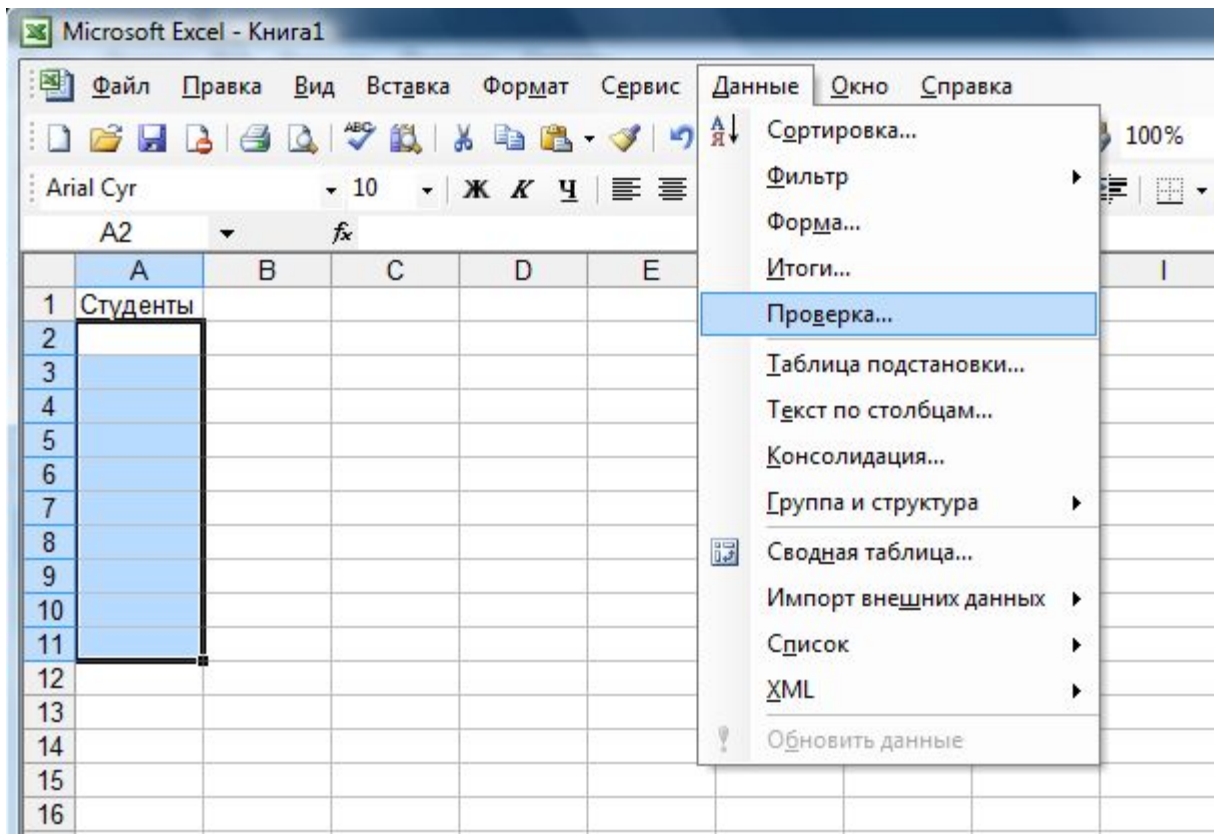 Microsoft Excel - Книга1
Файл Правка Вид Вставка Формат Сервис Данные Окно Справка
ABC 100%
Arial Cyr 10 Ж К Ч
A2 fx
A B C D E I
1 Студенты
2
3
4
5
6
7
8
9
10
11
12
13
14
15
16
А Я Сортировка...
Фильтр
Форма...
Итоги...
Проверка...
Таблица подстановки...
Текст по столбцам...
Консолидация...
Группа и структура
Сводная таблица...
Импорт внешних данных
Список
XML
Обновить данные